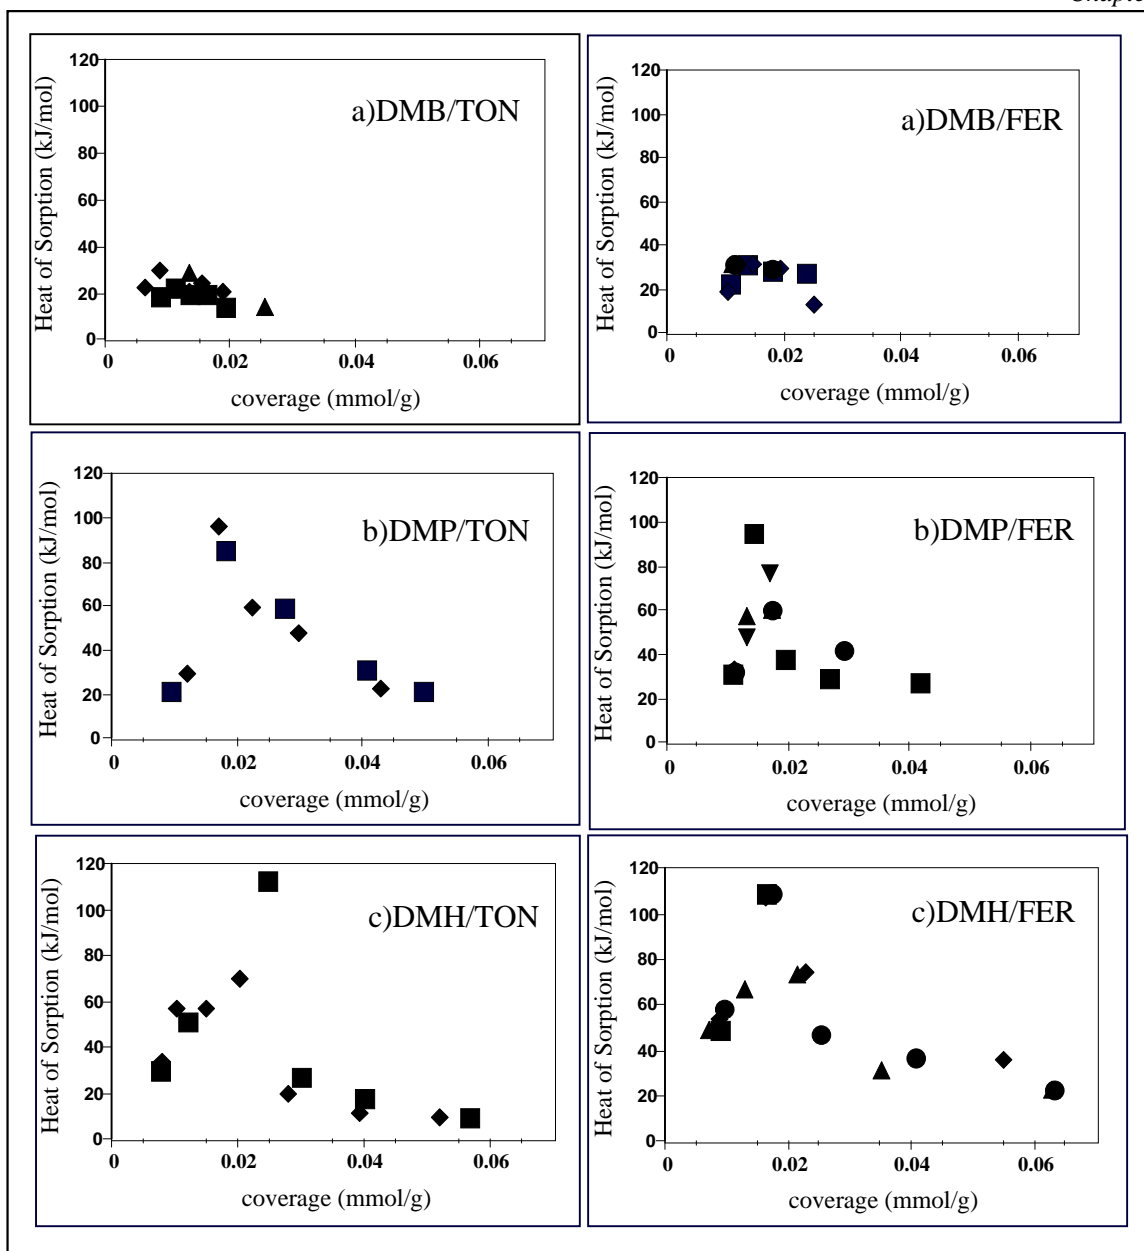 Chapte
120
100
80
60
40
20
0
Heat of Sorption (kJ/mol)
a)DMB/TON
0 0.02 0.04 0.06
coverage (mmol/g)
120
100
80
60
40
20
0
Heat of Sorption (kJ/mol)
a)DMB/FER
0 0.02 0.04 0.06
coverage (mmol/g)
120
100
80
60
40
20
0
Heat of Sorption (kJ/mol)
b)DMP/TON
0 0.02 0.04 0.06
coverage (mmol/g)
120
100
80
60
40
20
0
Heat of Sorption (kJ/mol)
b)DMP/FER
0 0.02 0.04 0.06
coverage (mmol/g)
120
100
80
60
40
20
0
Heat of Sorption (kJ/mol)
c)DMH/TON
0 0.02 0.04 0.06
coverage (mmol/g)
120
100
80
60
40
20
0
Heat of Sorption (kJ/mol)
c)DMH/FER
0 0.02 0.04 0.06
coverage (mmol/g)